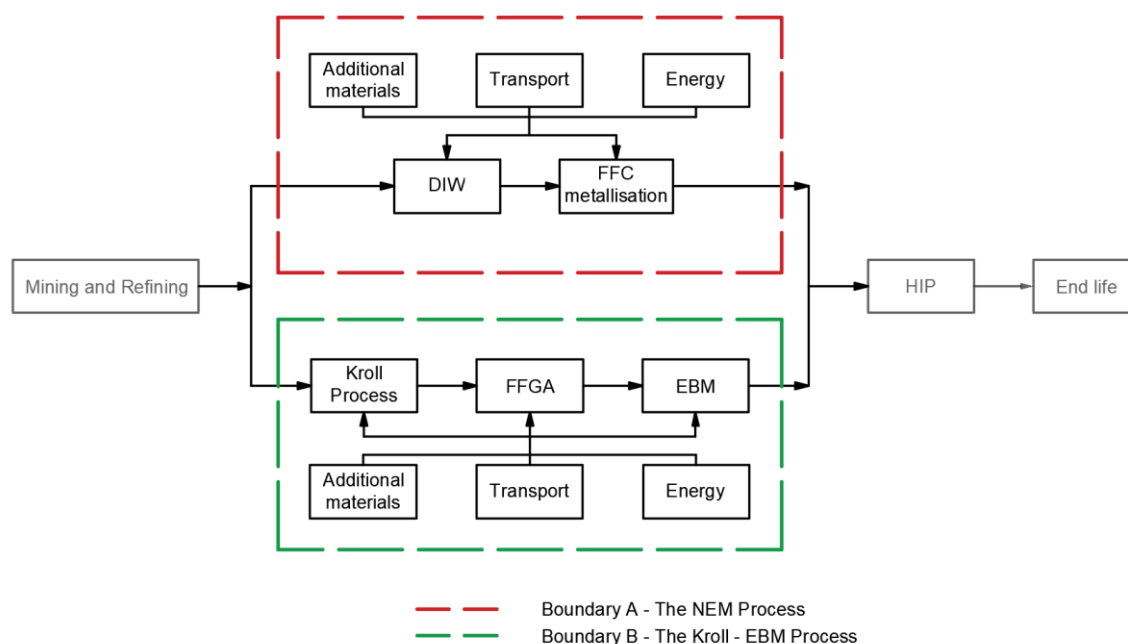 Additional
materials
Transport
Energy
DIW
FFC
metallisation
Mining and Refining
HIP
End life
Kroll
Process
FFGA
EBM
Additional
materials
Transport
Energy
Boundary A - The NEM Process
Boundary B - The Kroll - EBM Process